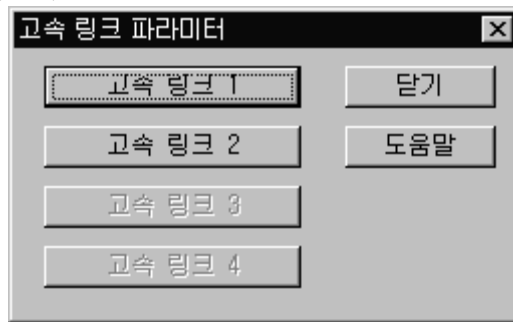 고속 링크 파라미터
고속 링크 1
닫기
고속 링크 2
도움말
고속 링크 3
고속 링크 4